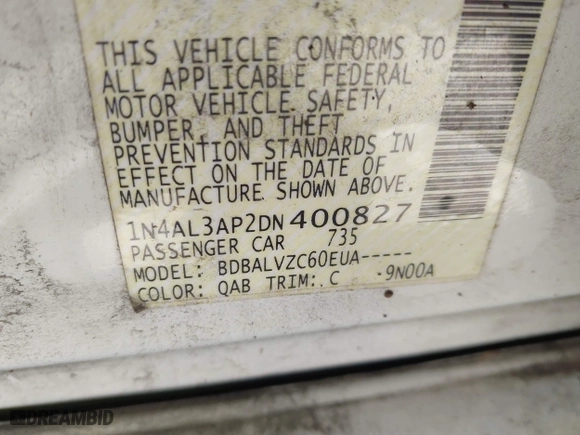 THIS VEHICLE CONFORMS TO
ALL APPLICABLE FEDERAL
MOTOR VEHICLE SAFETY,
BUMPER, AND THEFT
PREVENTION STANDARDS IN
EFFECT ON THE DATE OF
MANUFACTURE SHOWN ABOVE.
1N4AL3AP2DN400827
PASSENGER CAR 735
MODEL: BDBALVZC60EUA-----
COLOR: QAB TRIM: C -9N00A
DREAMBID